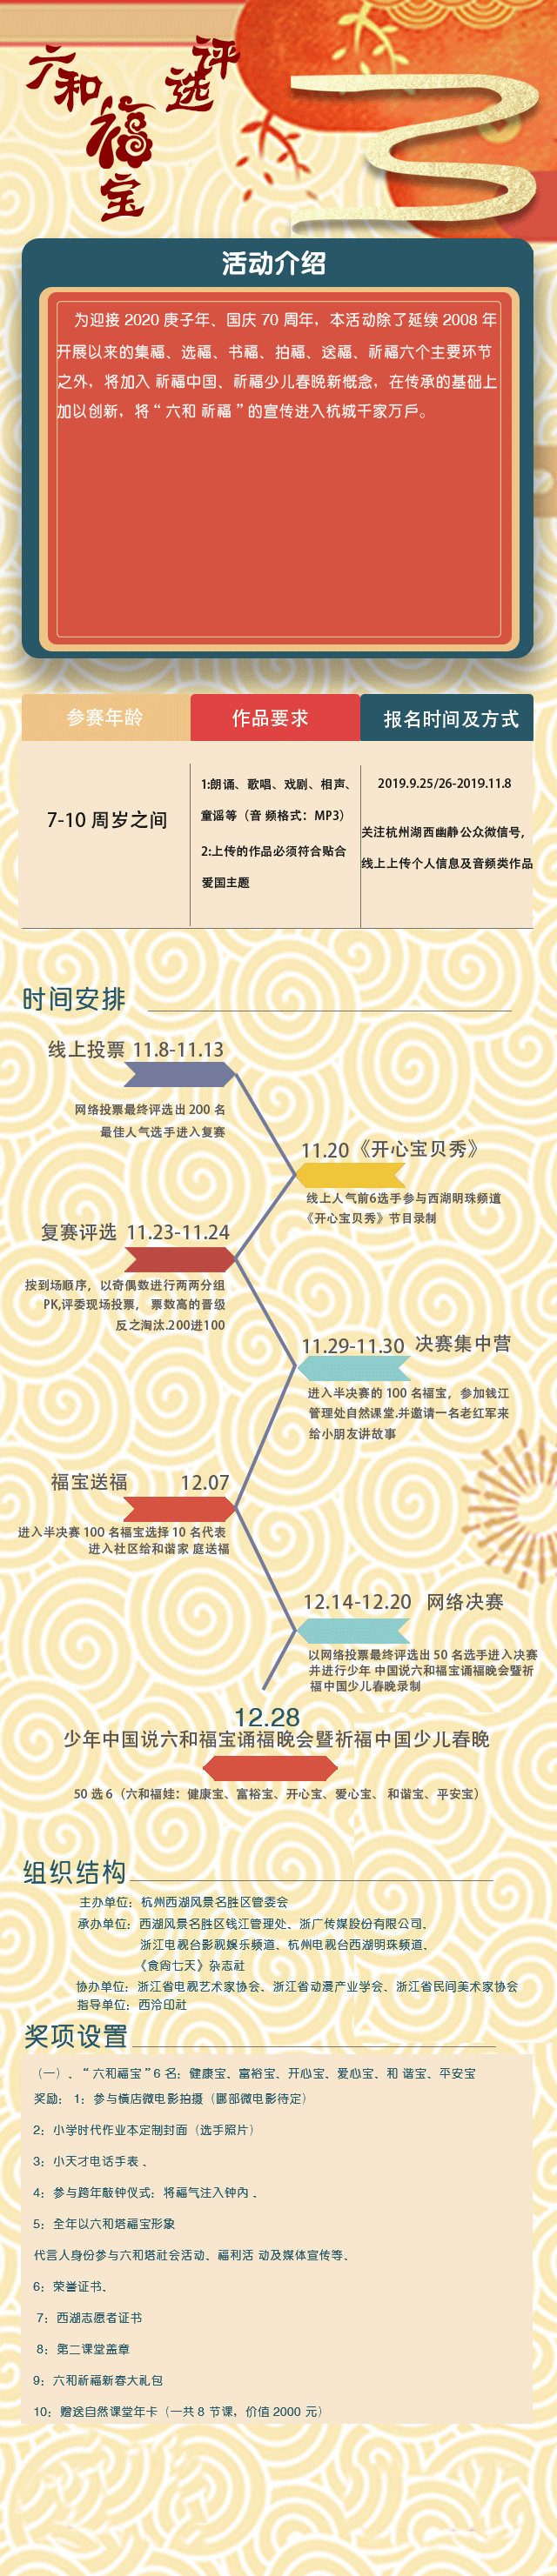 六和福宝
评选
活动介绍
为迎接 2020 庚子年、国庆 70 周年，本活动除了延续 2008 年
开展以来的集福、选福、书福、拍福、送福、祈福六个主要环节
之外，将加入 祈福中国、祈福少儿春晚新概念，在传承的基础上
加以创新，将“ 六和 祈福 ”的宣传进入杭城千家万户。
参赛年龄
作品要求
报名时间及方式
7-10 周岁之间
1:朗诵、歌唱、戏剧、相声、
童谣等（音 频格式：MP3）
2:上传的作品必须符合贴合
爱国主题
2019.9.25/26-2019.11.8
关注杭州湖西幽静公众微信号，
线上上传个人信息及音频类作品
时间安排
线上投票 11.8-11.13
网络投票最终评选出 200 名
最佳人气选手进入复赛
11.20《开心宝贝秀》
线上人气前6选手参与西湖明珠频道
《开心宝贝秀》节目录制
复赛评选 11.23-11.24
按到场顺序，以奇偶数进行两两分组
PK,评委现场投票， 票数高的晋级
反之淘汰.200进100
11.29-11.30 决赛集中营
进入半决赛的 100 名福宝，参加钱江
管理处自然课堂.并邀请一名老红军来
给小朋友讲故事
福宝送福 12.07
进入半决赛 100 名福宝选择 10 名代表
进入社区给和谐家 庭送福
12.14-12.20 网络决赛
以网络投票最终评选出 50 名选手进入决赛
并进行少年 中国说六和福宝诵福晚会暨祈
福中国少儿春晚录制
12.28
少年中国说六和福宝诵福晚会暨祈福中国少儿春晚
50 选 6（六和福娃：健康宝、富裕宝、开心宝、爱心宝、 和谐宝、平安宝）
组织结构
主办单位：杭州西湖风景名胜区管委会
承办单位：西湖风景名胜区钱江管理处、浙广传媒股份有限公司、
浙江电视台影视娱乐频道、杭州电视台西湖明珠频道、
《食尚七天》杂志社
协办单位：浙江省电视艺术家协会、浙江省动漫产业学会、浙江省民间美术家协会
指导单位：西泠印社
奖项设置
（一）、“ 六和福宝”6 名：健康宝、富裕宝、开心宝、爱心宝、和 谐宝、平安宝
奖励： 1：参与横店微电影拍摄（哪部微电影待定）
2：小学时代作业本定制封面（选手照片）
3：小天才电话手表 、
4：参与跨年敲钟仪式：将福气注入钟内 、
5：全年以六和塔福宝形象
代言人身份参与六和塔社会活动、福利活 动及媒体宣传等、
6：荣誉证书、
7：西湖志愿者证书
8：第二课堂盖章
9：六和祈福新春大礼包
10：赠送自然课堂年卡（一共 8 节课，价值 2000 元）